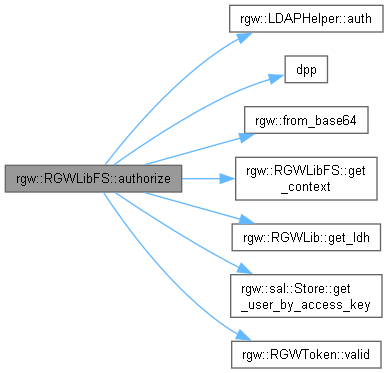 rgw::LDAPHelper::auth
dpp
rgw::from_base64
rgw::RGWLibFS::authorize
rgw::RGWLibFS::get
_context
rgw::RGWLib::get_ldh
rgw::sal::Store::get
_user_by_access_key
rgw::RGWToken::valid